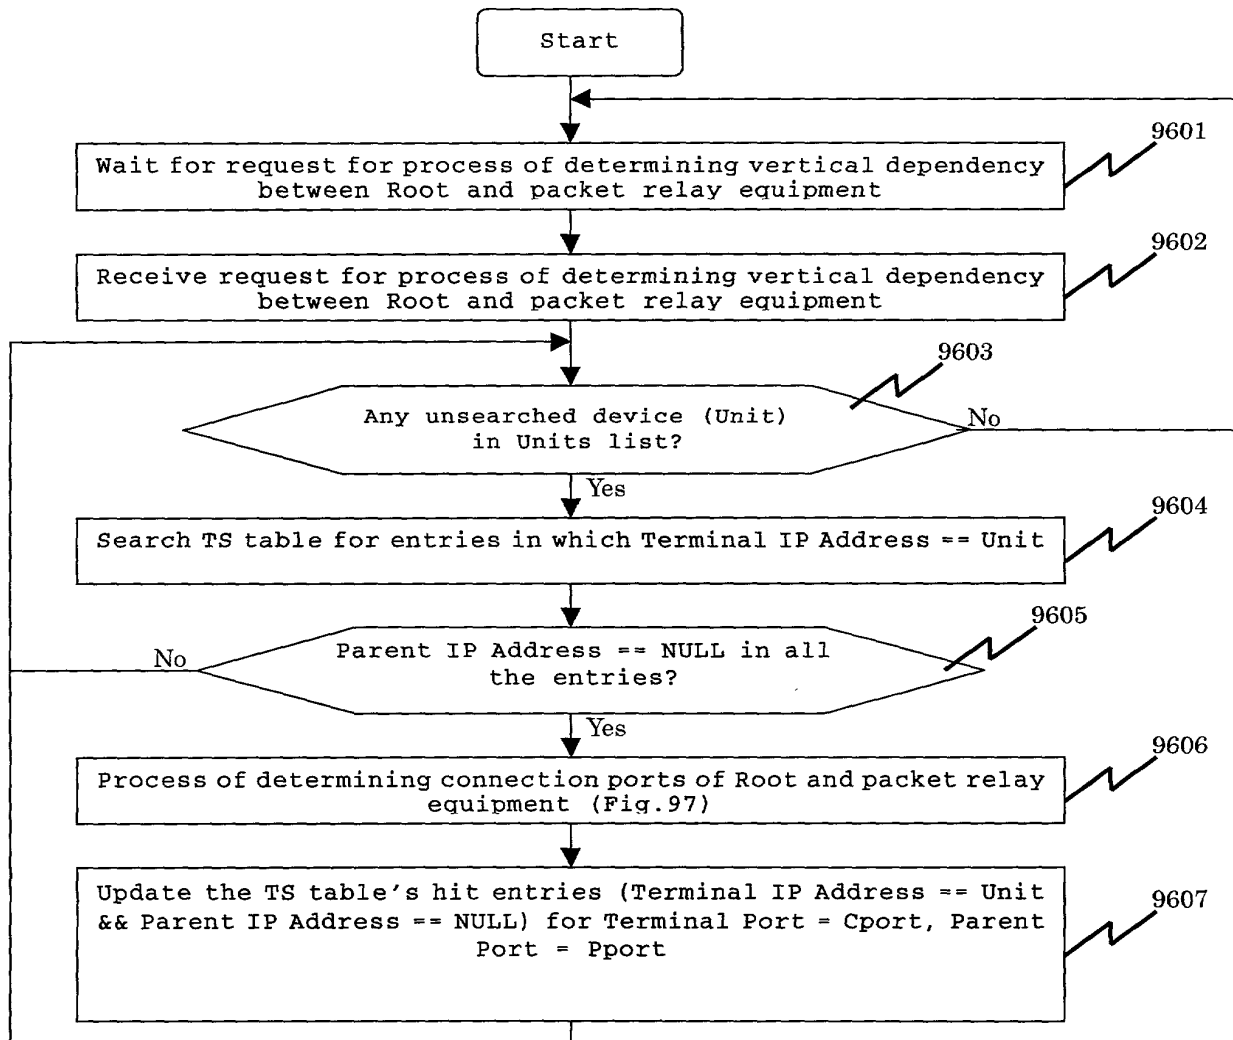 Start
9601
Wait for request for process of determining vertical dependency
between Root and packet relay equipment
9602
Receive request for process of determining vertical dependency
between Root and packet relay equipment
9603
Any unsearched device (Unit)
in Units list?
No
Yes
9604
Search TS table for entries in which Terminal IP Address == Unit
9605
Parent IP Address == NULL in all
the entries?
No
Yes
9606
Process of determining connection ports of Root and packet relay
equipment (Fig.97)
9607
Update the TS table's hit entries (Terminal IP Address == Unit
&& Parent IP Address == NULL) for Terminal Port = Cport, Parent
Port = Pport